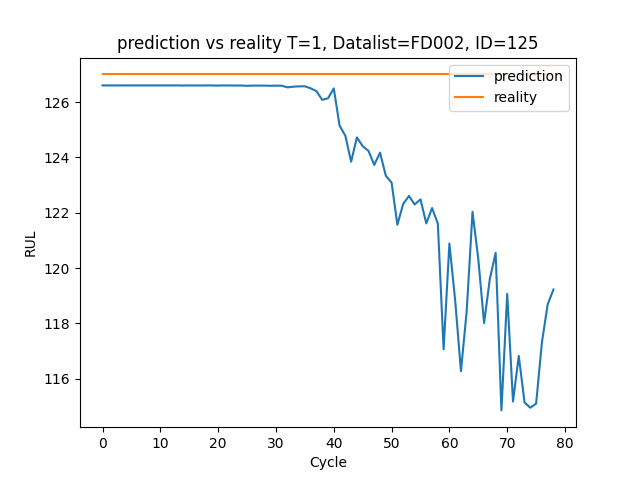 prediction vs reality T=1, Datalist=FD002, ID=125
prediction
reality
126
124
122
120
118
116
RUL
0 10 20 30 40 50 60 70 80
Cycle